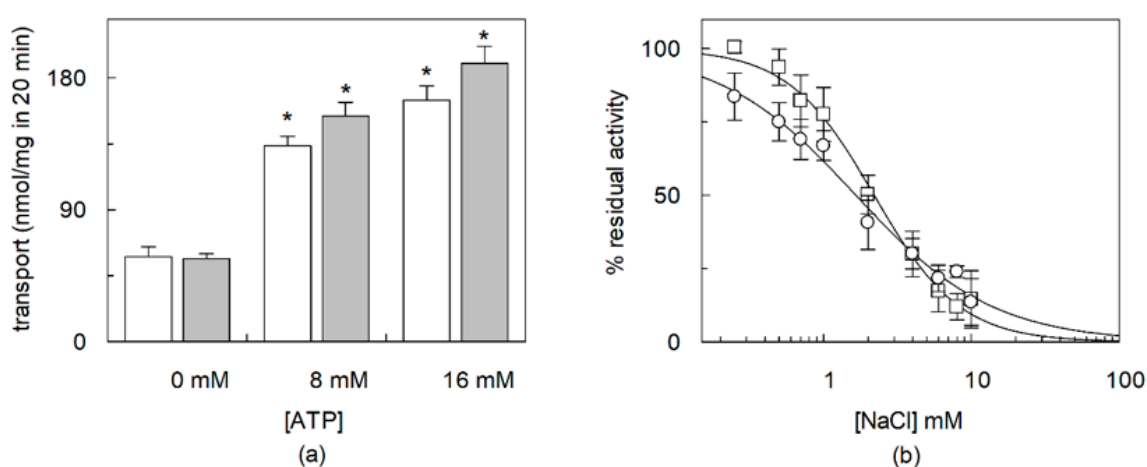 transport (nmol/mg in 20 min)
180
90
0
* * * *
0 mM 8 mM 16 mM
[ATP]
(a)
% residual activity
100
50
0
1 10 100
[NaCl] mM
(b)